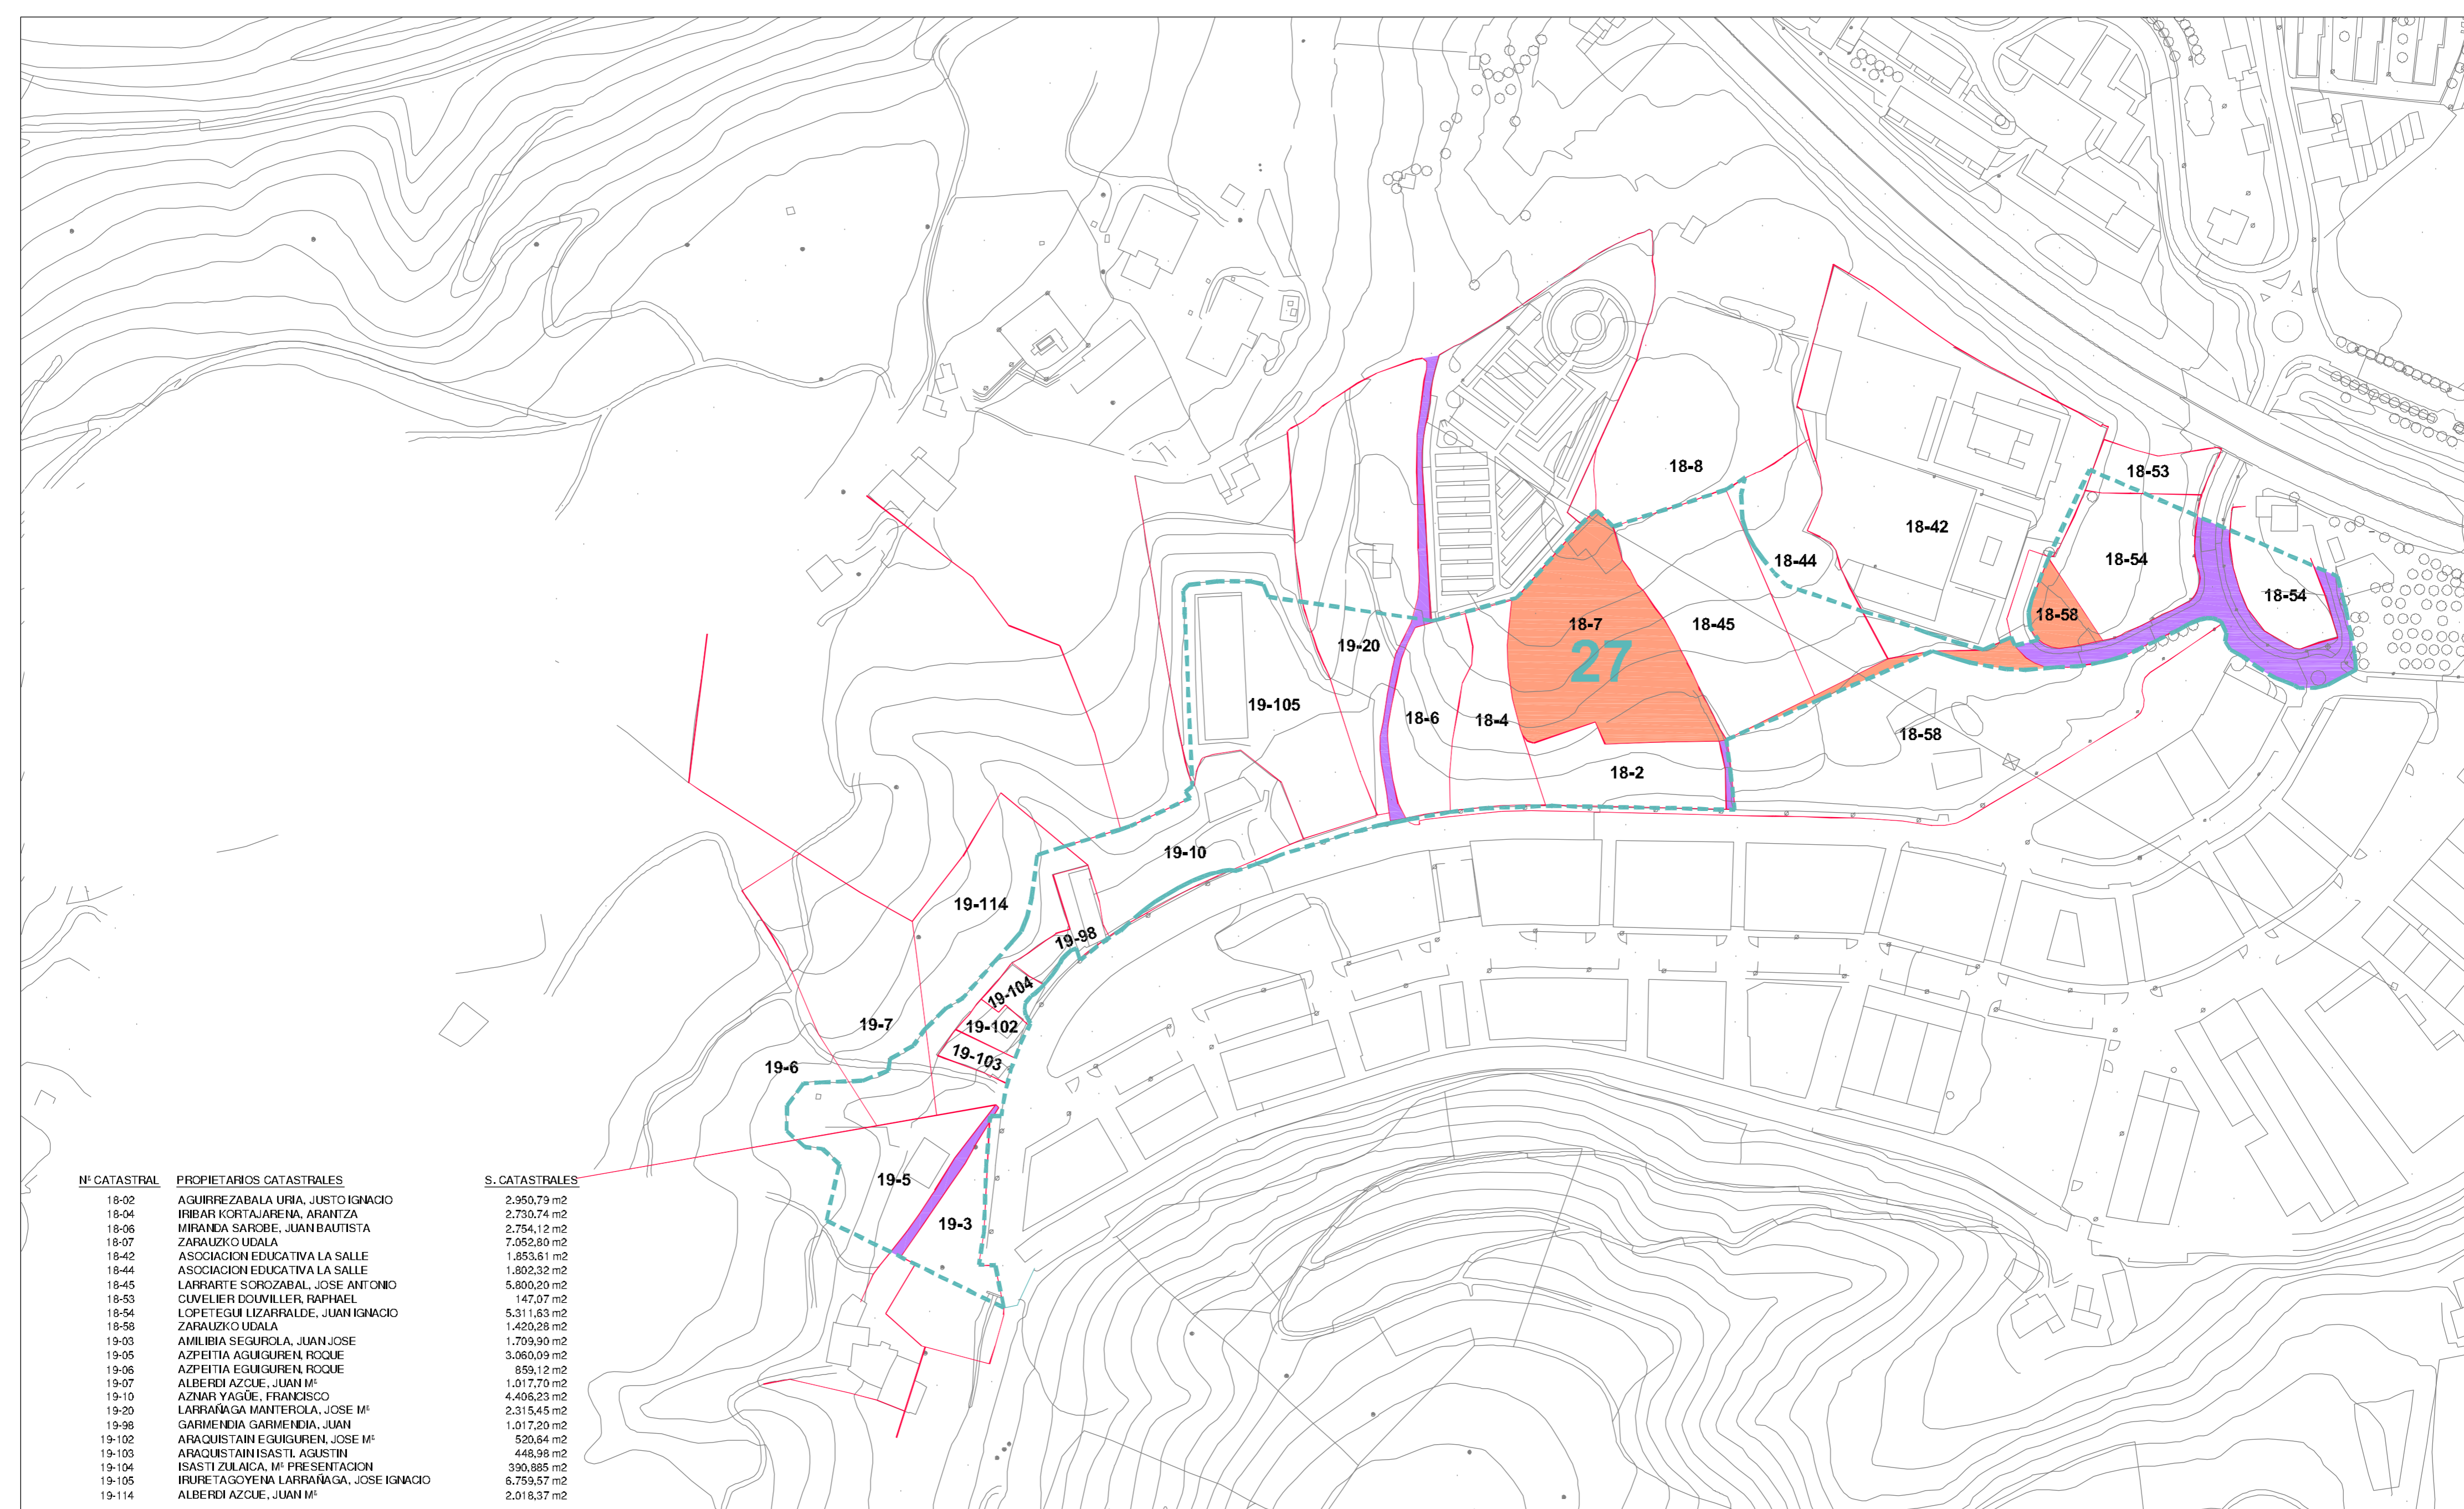 18-8
18-53
18-42
18-44
18-54
18-54
18-58
18-7
18-45
19-20
27
19-105
18-6
18-4
18-58
18-2
19-10
19-114
19-98
19-104
19-7
19-102
19-103
19-6
19-5
19-3
Nº CATASTRAL PROPIETARIOS CATASTRALES S. CATASTRALES
18-02 AGUIRREZABALA URIA, JUSTO IGNACIO 2.950,79 m2
18-04 IRIBAR KORTAJARENA, ARANTZA 2.730,74 m2
18-06 MIRANDA SAROBE, JUAN BAUTISTA 2.754,12 m2
18-07 ZARAUZKO UDALA 7.052,80 m2
18-42 ASOCIACION EDUCATIVA LA SALLE 1.853,61 m2
18-44 ASOCIACION EDUCATIVA LA SALLE 1.802,32 m2
18-45 LARRARTE SOROZABAL, JOSE ANTONIO 5.800,20 m2
18-53 CUVELIER DOUVILLER, RAPHAEL 147,07 m2
18-54 LOPETEGUI LIZARRALDE, JUAN IGNACIO 5.311,63 m2
18-58 ZARAUZKO UDALA 1.420,28 m2
19-03 AMILIBIA SEGUROLA, JUAN JOSE 1.709,90 m2
19-05 AZPEITIA AGUIGUREN, ROQUE 3.060,09 m2
19-06 AZPEITIA EGUIGUREN, ROQUE 859,12 m2
19-07 ALBERDI AZCUE, JUAN Mª 1.017,70 m2
19-10 AZNAR YAGÜE, FRANCISCO 4.406,23 m2
19-20 LARRAÑAGA MANTEROLA, JOSE Mª 2.315,45 m2
19-98 GARMENDIA GARMENDIA, JUAN 1.017,20 m2
19-102 ARAQUISTAIN EGUIGUREN, JOSE Mª 520,64 m2
19-103 ARAQUISTAIN ISASTI, AGUSTIN 448,98 m2
19-104 ISASTI ZULAICA, Mª PRESENTACION 390,885 m2
19-105 IRURETAGOYENA LARRAÑAGA, JOSE IGNACIO 6.759,57 m2
19-114 ALBERDI AZCUE, JUAN Mª 2.018,37 m2